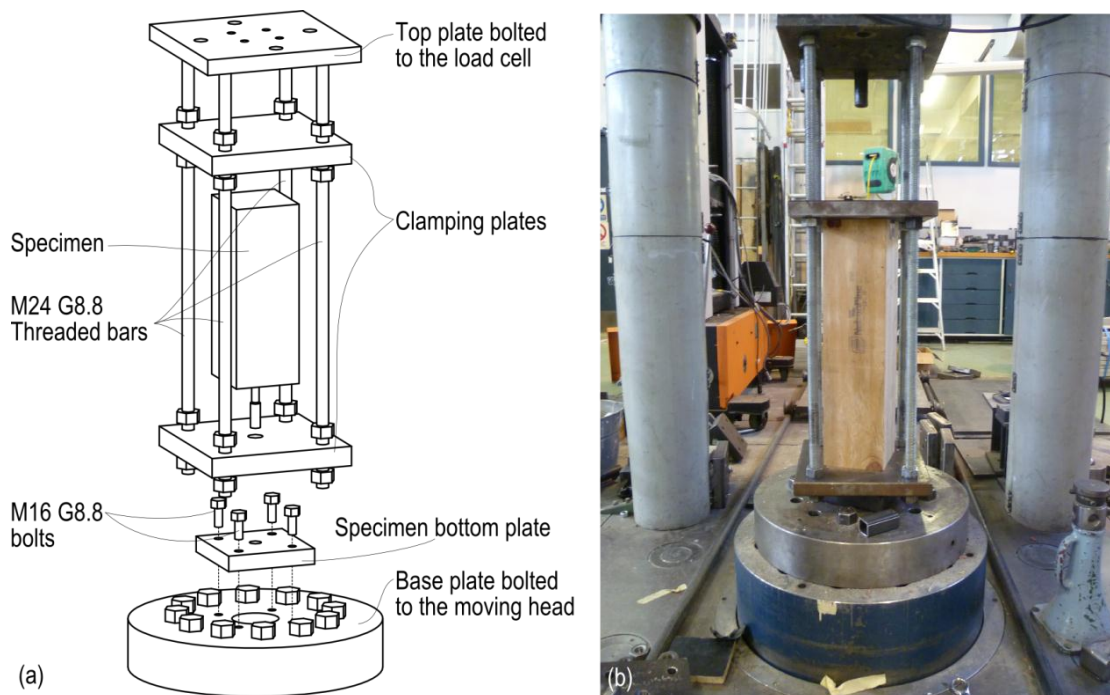 Top plate bolted
to the load cell
Clamping plates
Specimen
M24 G8.8
Threaded bars
M16 G8.8
bolts
Specimen bottom plate
Base plate bolted
to the moving head
(a)
(b)